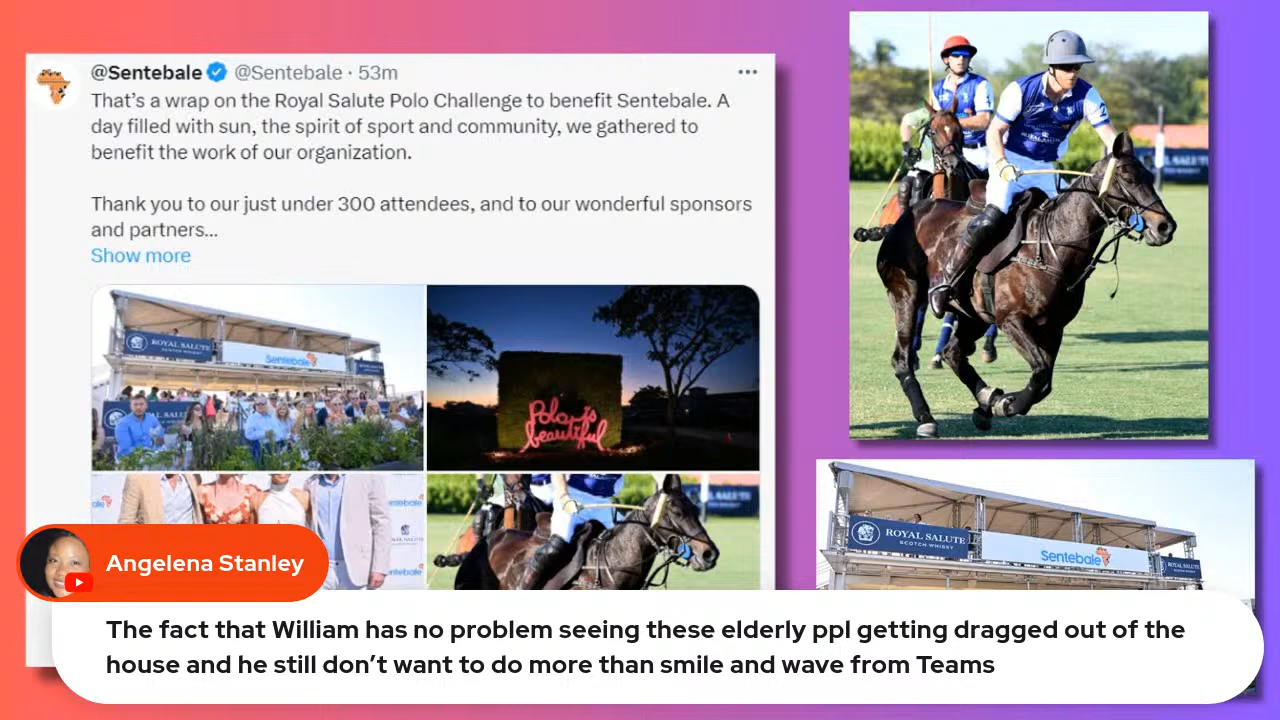 @Sentebale @Sentebale · 53m
That's a wrap on the Royal Salute Polo Challenge to benefit Sentebale. A
day filled with sun, the spirit of sport and community, we gathered to
benefit the work of our organization.
Thank you to our just under 300 attendees, and to our wonderful sponsors
and partners...
Show more
ROYAL SALUTE
SCOTCH WHISKY
Sentebale
Polo is
beautiful
Sentebale
ROYAL SALUTE
SCOTCH WHISKY
Sentebale
Angelena Stanley
The fact that William has no problem seeing these elderly ppl getting dragged out of the
house and he still don't want to do more than smile and wave from Teams